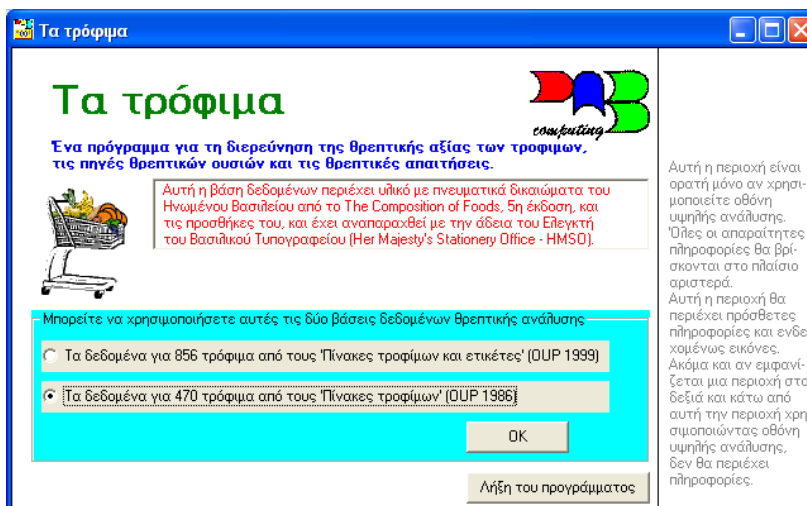 Τα τρόφιμα
Τα τρόφιμα
computing
Ένα πρόγραμμα για τη διερεύνηση της θρεπτικής αξίας των τροφιμων,
τις πηγές θρεπτικών ουσιών και τις θρεπτικές απαιτήσεις.
Αυτή η βάση δεδομένων περιέχει υλικό με πνευματικά δικαιώματα του
Ηνωμένου Βασιλείου από το The Composition of Foods, 5η έκδοση, και
τις προσθήκες του, και έχει αναπαραχθεί με την άδεια του Ελεγκτή
του Βασιλικού Τυπογραφείου (Her Majesty's Stationery Office - HMSO).
Μπορείτε να χρησιμοποιήσετε αυτές τις δύο βάσεις δεδομένων θρεπτικής ανάλυσης
Τα δεδομένα για 856 τρόφιμα από τους 'Πίνακες τροφίμων και ετικέτες' (OUP 1999)
Τα δεδομένα για 470 τρόφιμα από τους 'Πίνακες τροφίμων' (OUP 1986)
OK
Λήξη του προγράμματος
Αυτή η περιοχή είναι
ορατή μόνο αν χρησι-
μοποιείτε οθόνη
υψηλής ανάλυσης.
Όλες οι απαραίτητες
πληροφορίες θα βρί-
σκονται στο πλαίσιο
αριστερά.
Αυτή η περιοχή θα
περιέχει πρόσθετες
πληροφορίες και ενδε
χομένως εικόνες.
Ακόμα και αν εμφανί-
ζεται μια περιοχή στα
δεξιά και κάτω από
αυτή την περιοχή χρη
σιμοποιώντας οθόνη
υψηλής ανάλυσης,
δεν θα περιέχει
πληροφορίες.